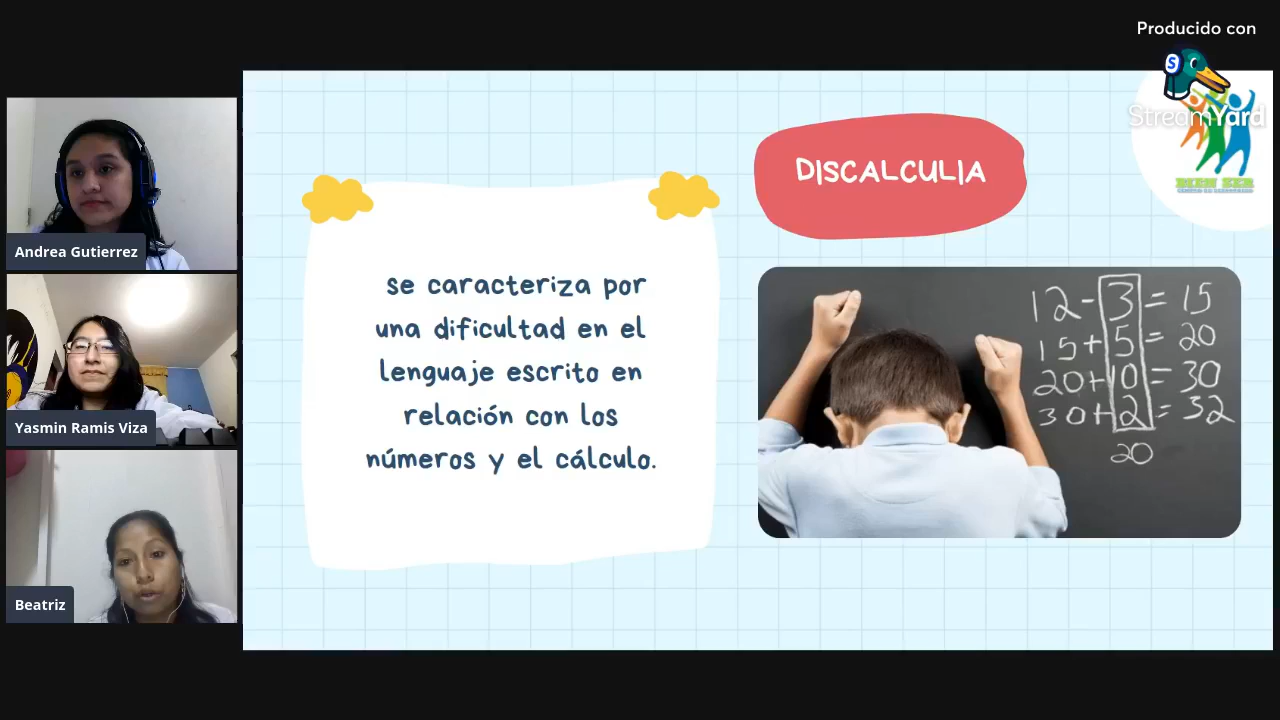 Producido con
StreamYard
BIEN SER
Andrea Gutierrez
Yasmin Ramis Viza
Beatriz
DISCALCULIA
se caracteriza por
una dificultad en el
lenguaje escrito en
relación con los
números y el cálculo.
12-3=15
15+5=20
20+10=30
30+2=32
20